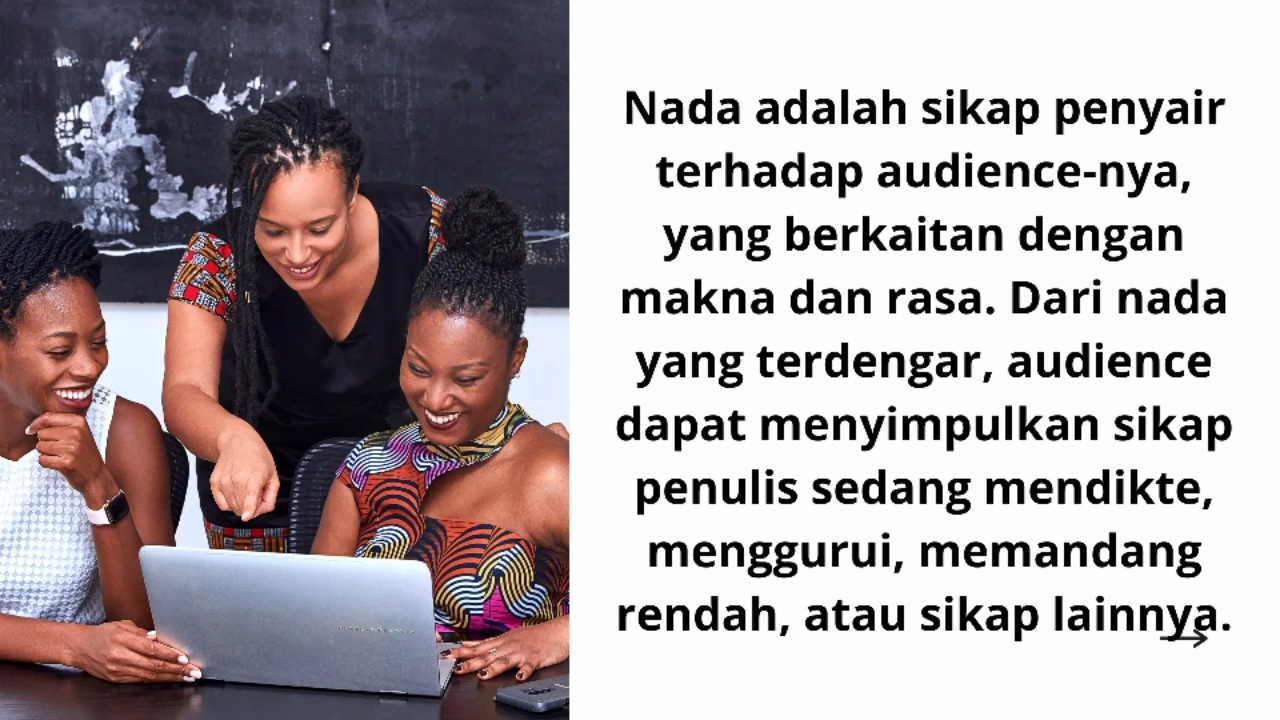 Nada adalah sikap penyair
terhadap audience-nya,
yang berkaitan dengan
makna dan rasa. Dari nada
yang terdengar, audience
dapat menyimpulkan sikap
penulis sedang mendikte,
menggurui, memandang
rendah, atau sikap lainnya.